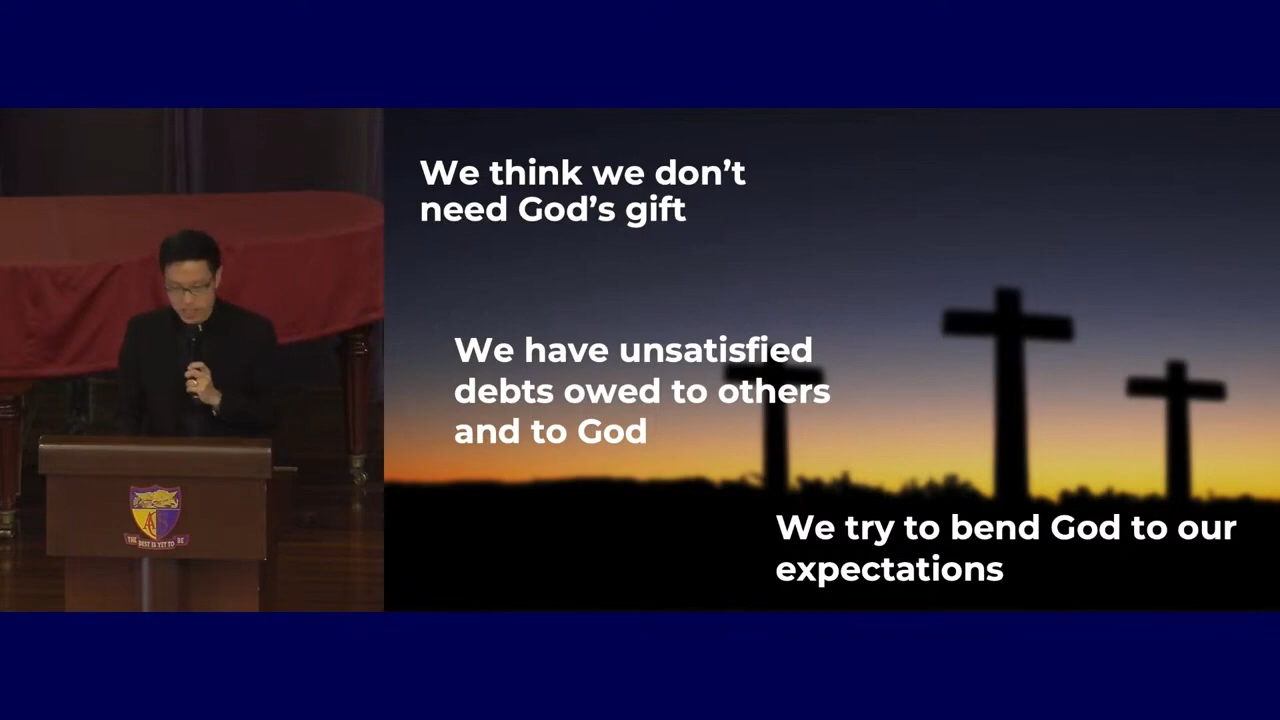 We think we don’t
need God’s gift
We have unsatisfied
debts owed to others
and to God
We try to bend God to our
expectations
ACS
THE BEST IS YET TO BE